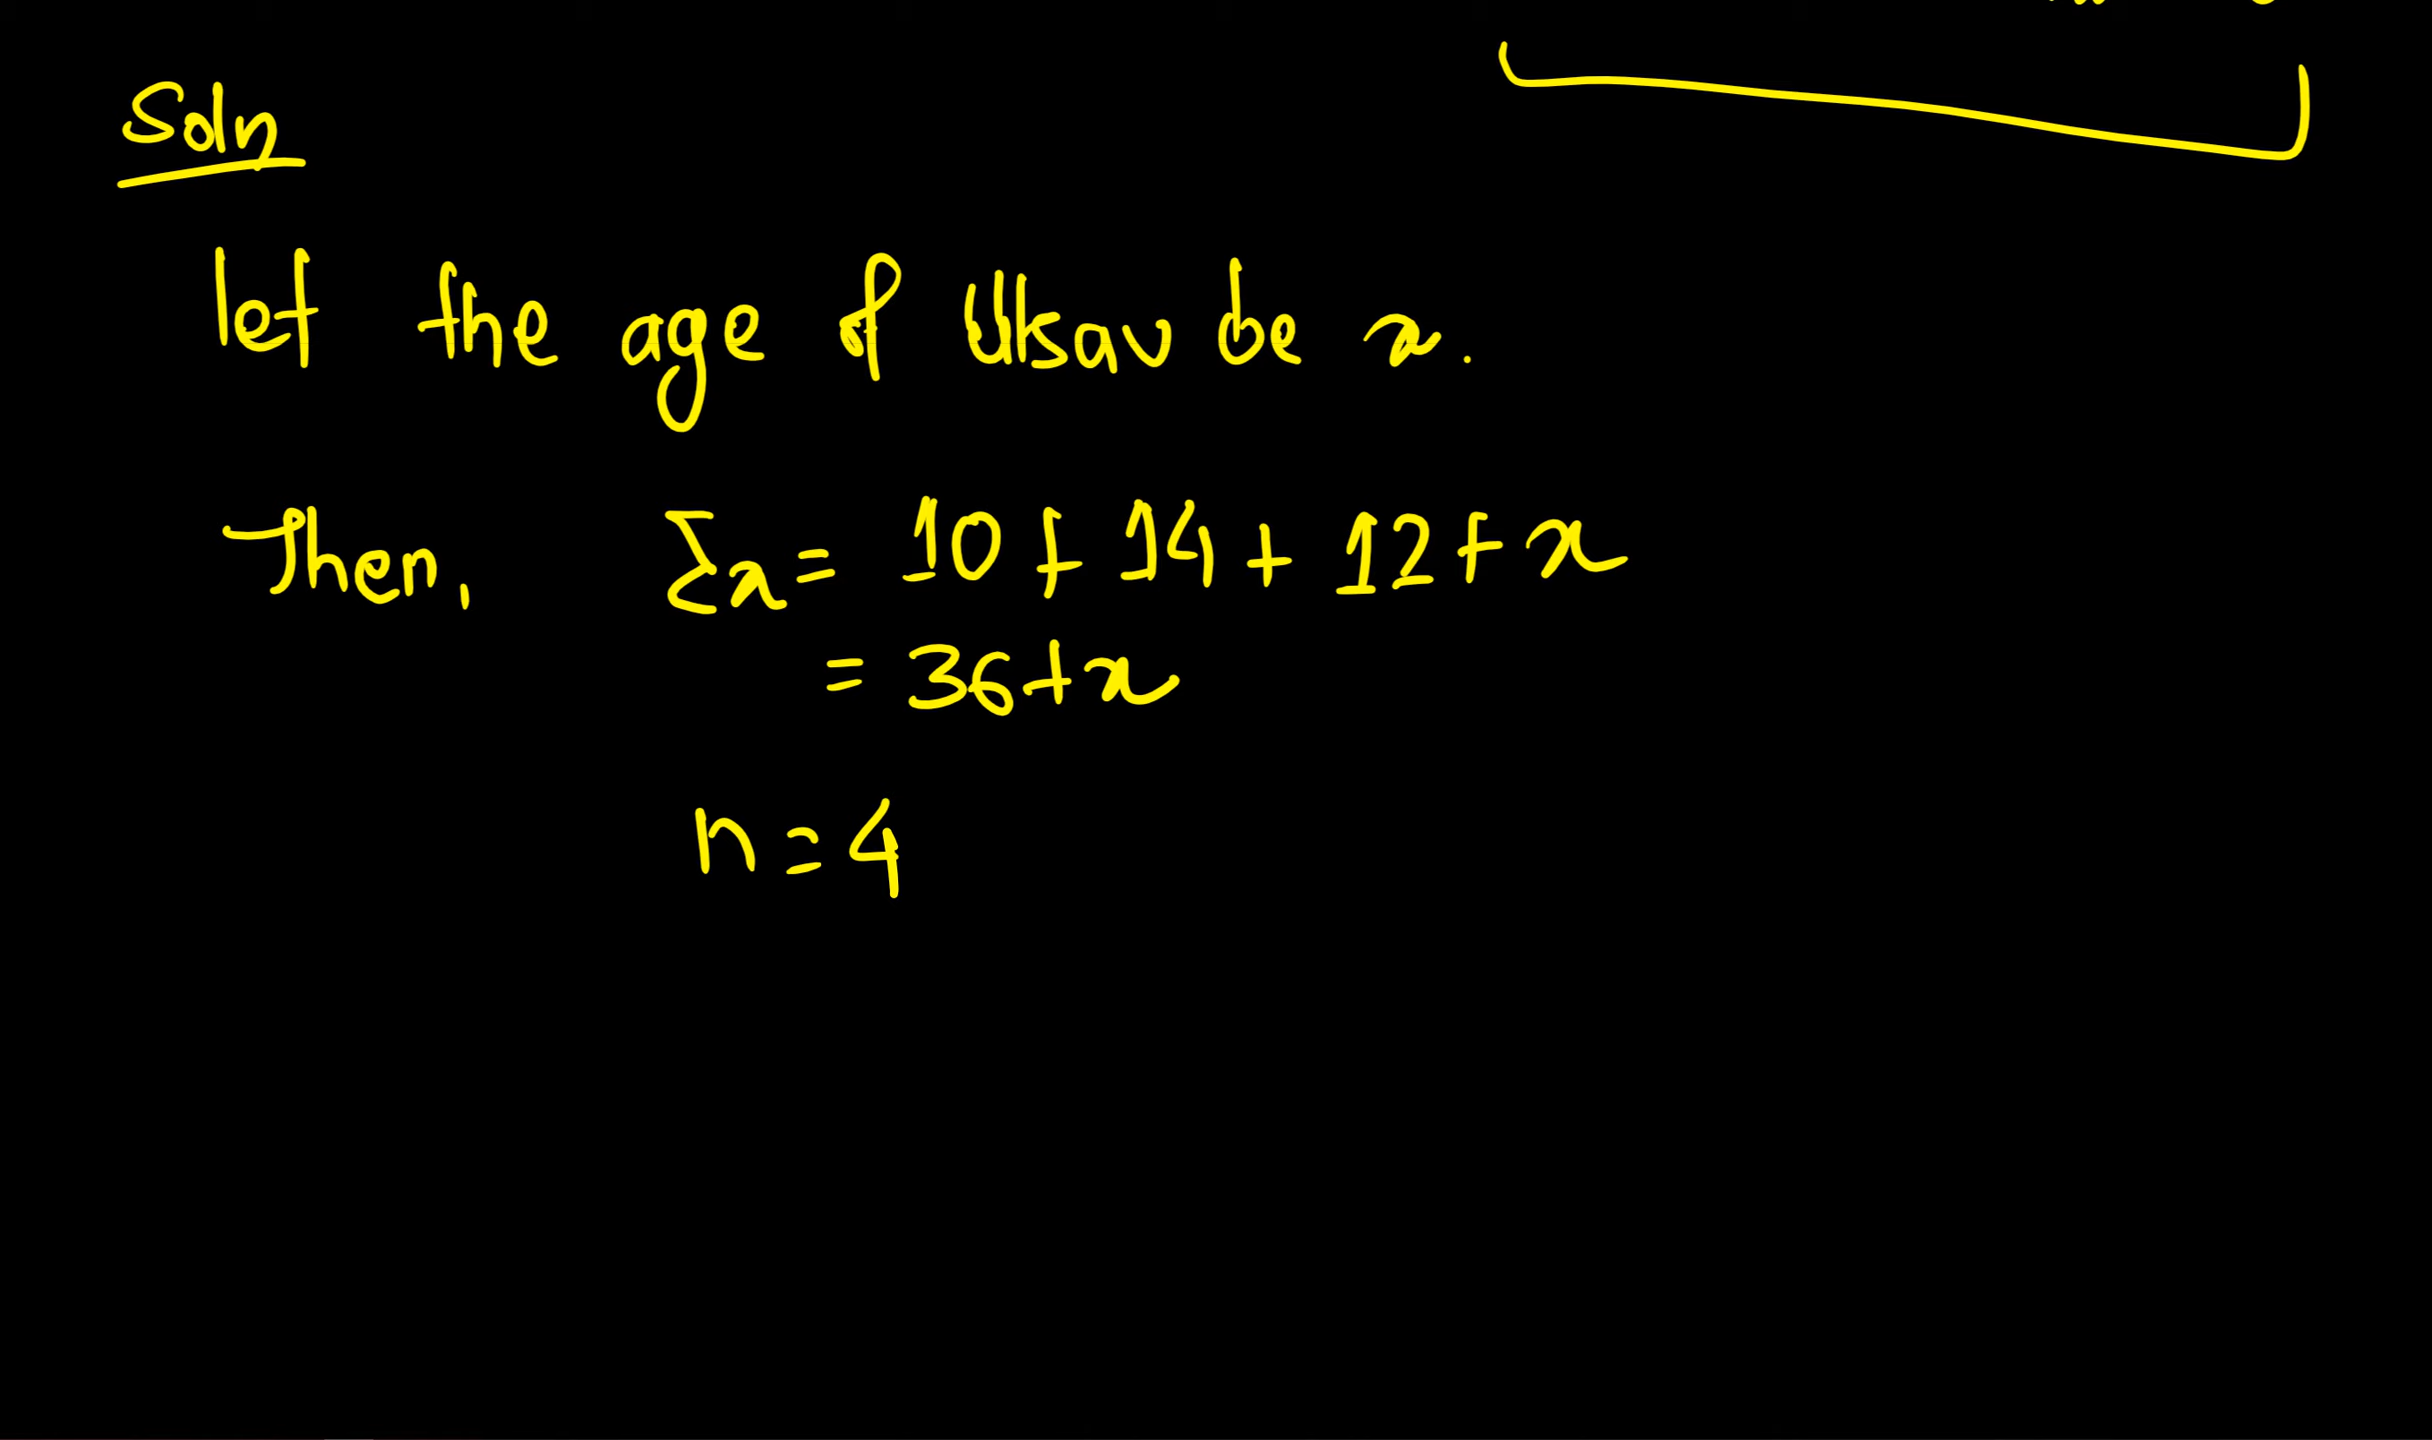 Soln
let the age of Utsav be x.
Then, Σx = 10 + 14 + 12 + x
= 36 + x
n = 4